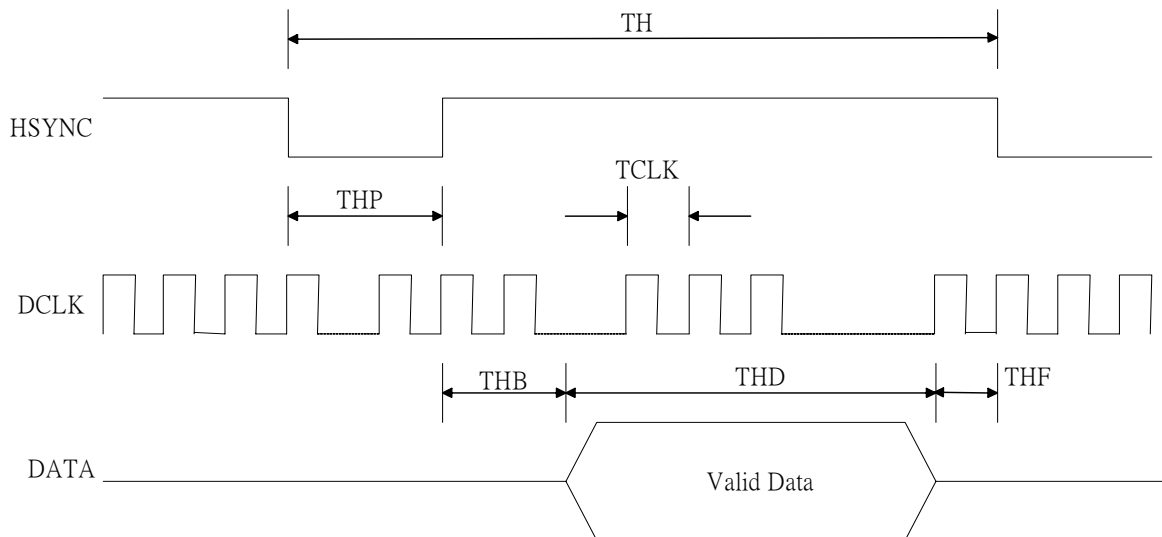 TH
HSYNC
TCLK
THP
DCLK
THB
THD
THF
DATA
Valid Data